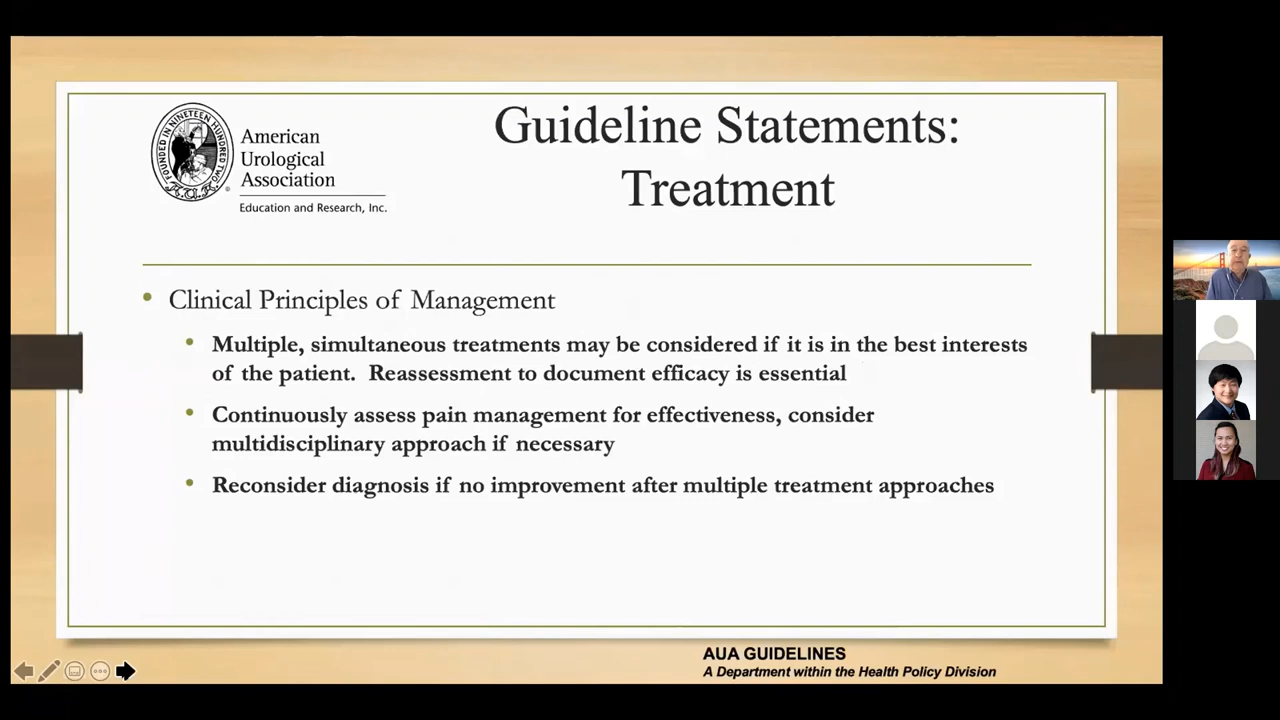 FOUNDED IN NINETEEN HUNDRED TWO
A.U.A.
®
American
Urological
Association
Education and Research, Inc.
Guideline Statements:
Treatment
• Clinical Principles of Management
• Multiple, simultaneous treatments may be considered if it is in the best interests
of the patient. Reassessment to document efficacy is essential
• Continuously assess pain management for effectiveness, consider
multidisciplinary approach if necessary
• Reconsider diagnosis if no improvement after multiple treatment approaches
AUA GUIDELINES
A Department within the Health Policy Division